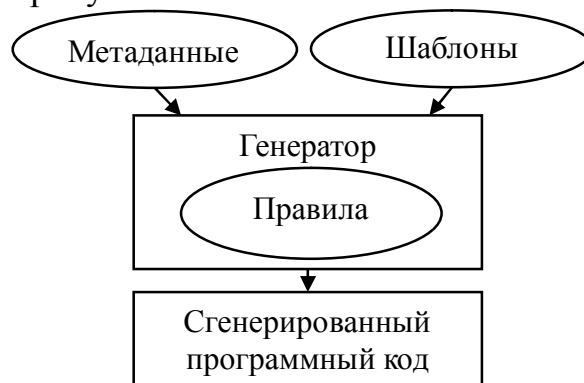 Метаданные
Шаблоны
Генератор
Правила
Сгенерированный
программный код